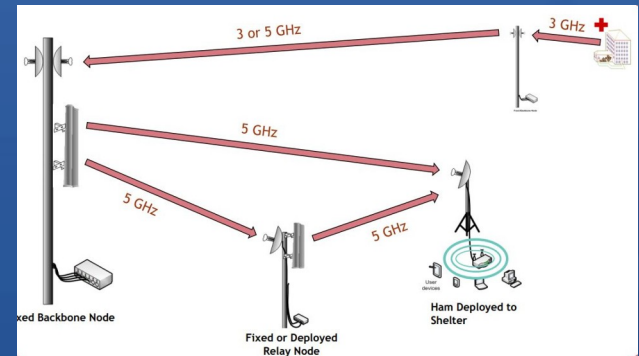 3 or 5 GHz
3 GHz
5 GHz
5 GHz
5 GHz
User
devices
xed Backbone Node
Ham Deployed to
Shelter
Fixed or Deployed
Relay Node